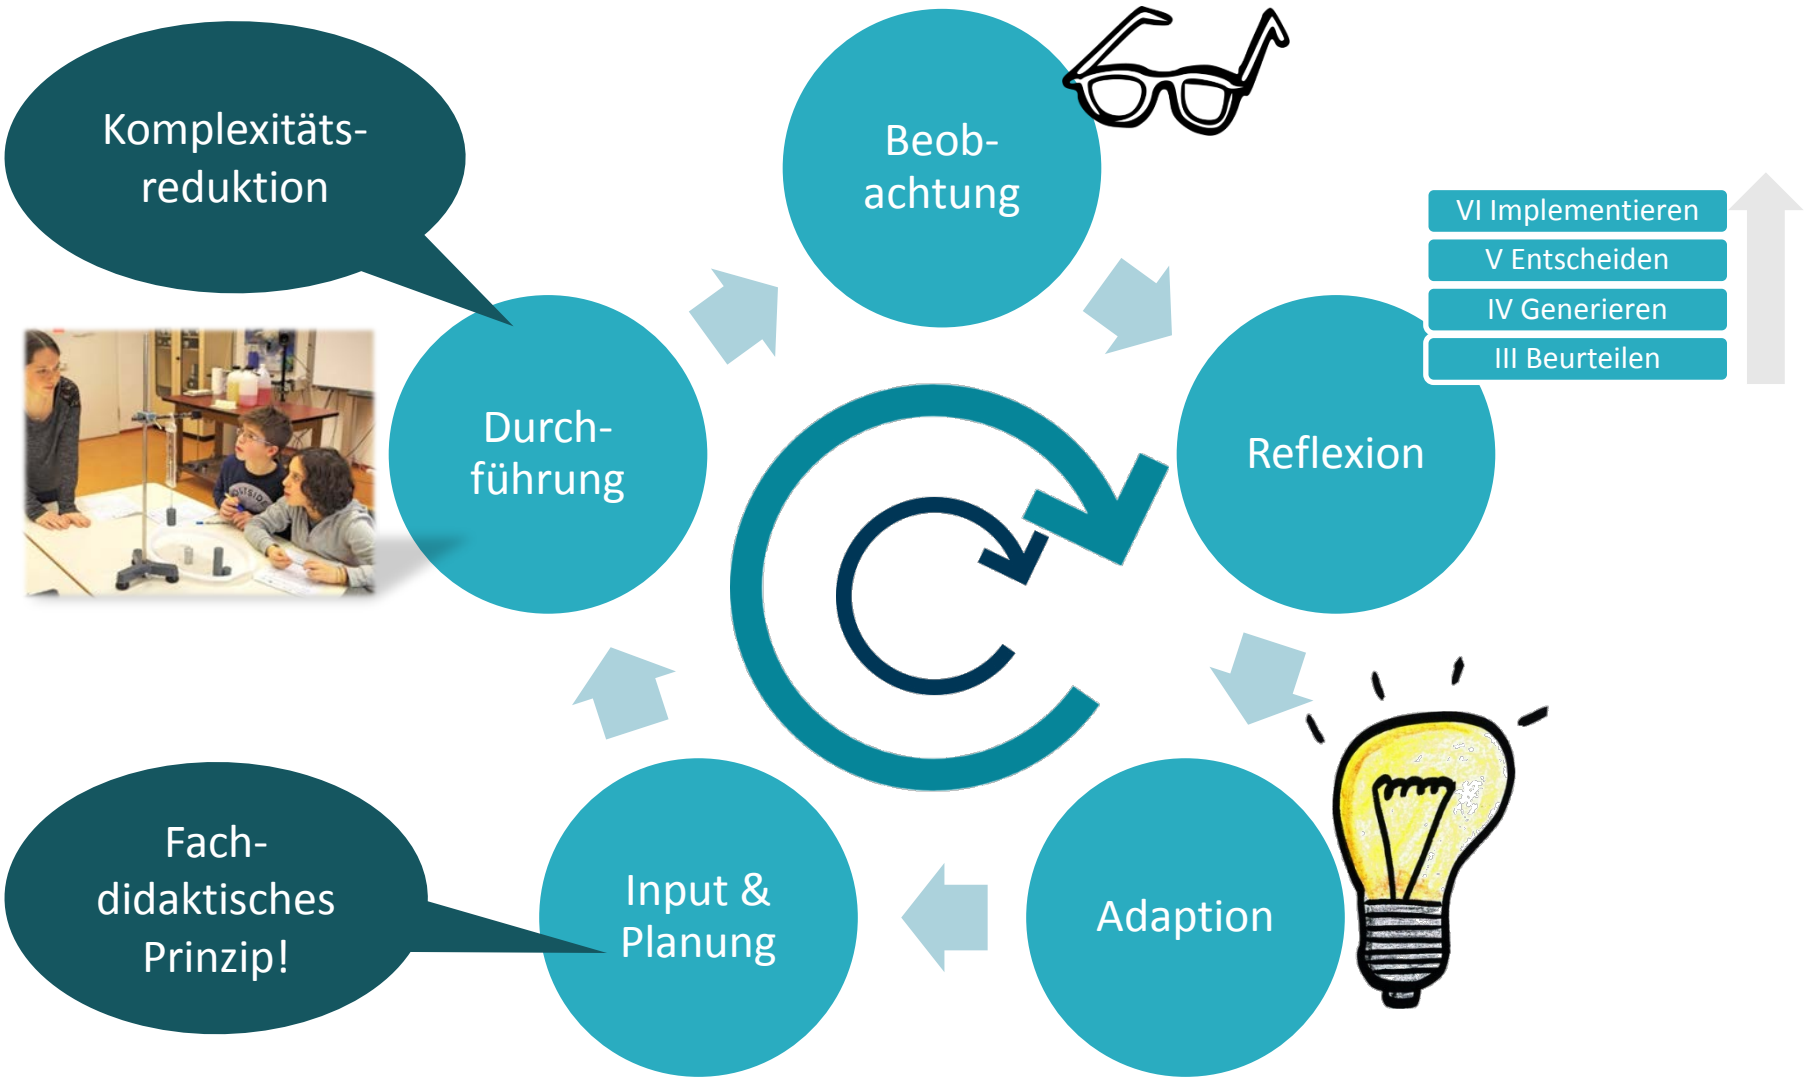 Komplexitäts-
reduktion
Beob-
achtung
VI Implementieren
V Entscheiden
IV Generieren
III Beurteilen
Durch-
führung
Reflexion
Fach-
didaktisches
Prinzip!
Input &
Planung
Adaption